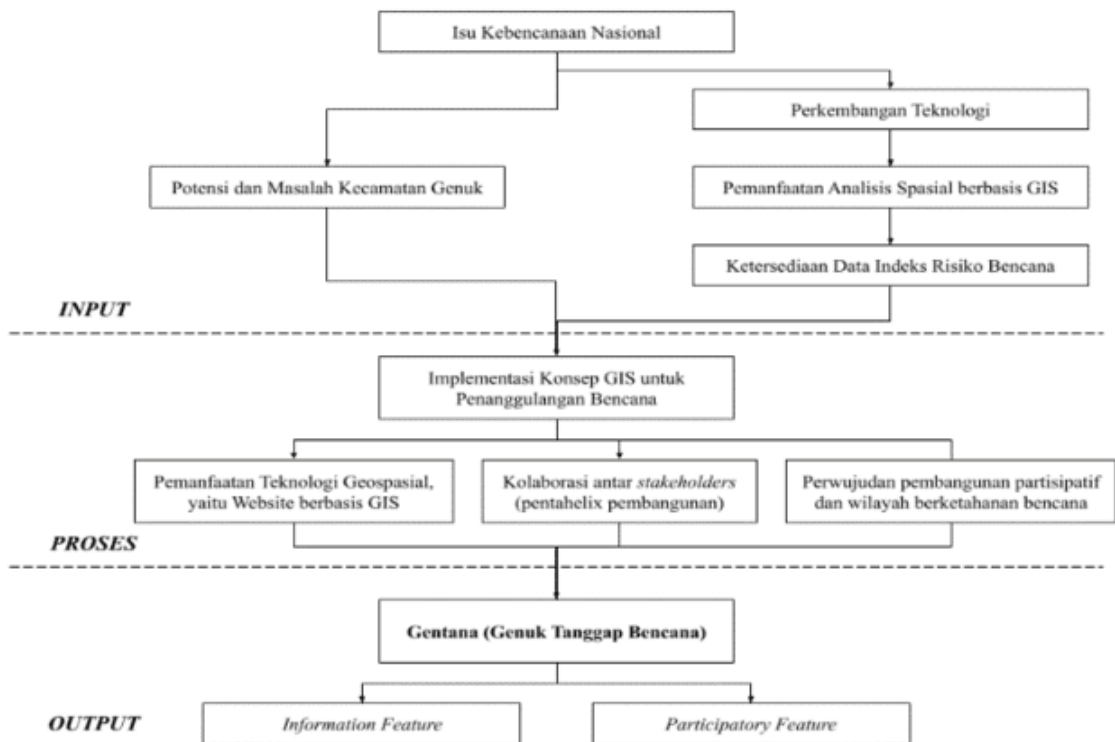 Isu Kebencanaan Nasional
Perkembangan Teknologi
Potensi dan Masalah Kecamatan Genuk
Pemanfaatan Analisis Spasial berbasis GIS
Ketersediaan Data Indeks Risiko Bencana
INPUT
Implementasi Konsep GIS untuk
Penanggulangan Bencana
Pemanfaatan Teknologi Geospasial,
yaitu Website berbasis GIS
Kolaborasi antar stakeholders
(pentahelix pembangunan)
Perwujudan pembangunan partisipatif
dan wilayah berketahanan bencana
PROSES
Gentana (Genuk Tanggap Bencana)
OUTPUT
Information Feature
Participatory Feature